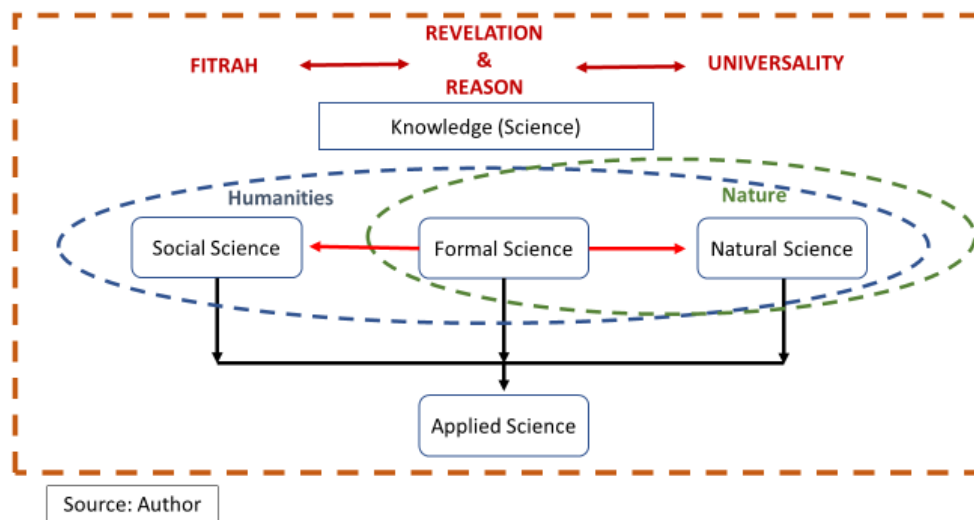 REVELATION
&
REASON
FITRAH
UNIVERSALITY
Knowledge (Science)
Humanities
Nature
Social Science
Formal Science
Natural Science
Applied Science
Source: Author